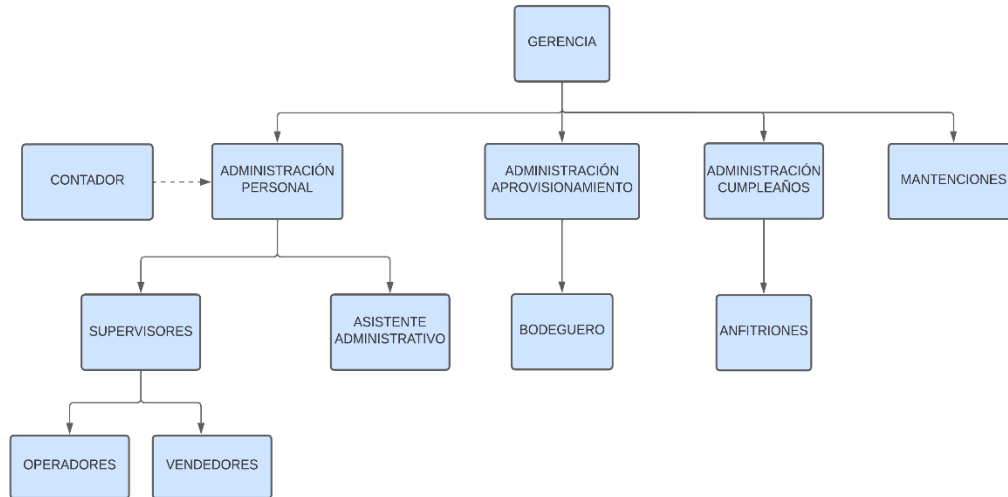 GERENCIA
CONTADOR
ADMINISTRACIÓN
PERSONAL
ADMINISTRACIÓN
APROVISIONAMIENTO
ADMINISTRACIÓN
CUMPLEAÑOS
MANTENCIONES
SUPERVISORES
ASISTENTE
ADMINISTRATIVO
BODEGUERO
ANFITRIONES
OPERADORES
VENDEDORES